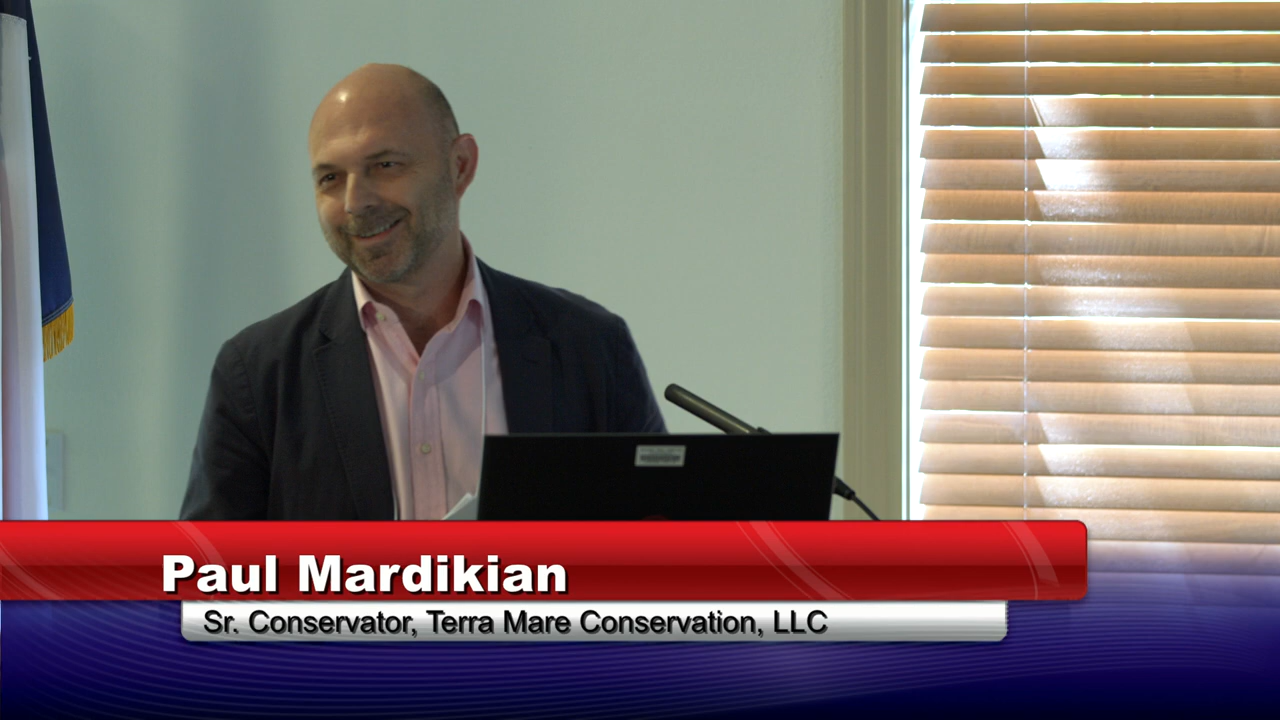 Paul Mardikian
Sr. Conservator, Terra Mare Conservation, LLC